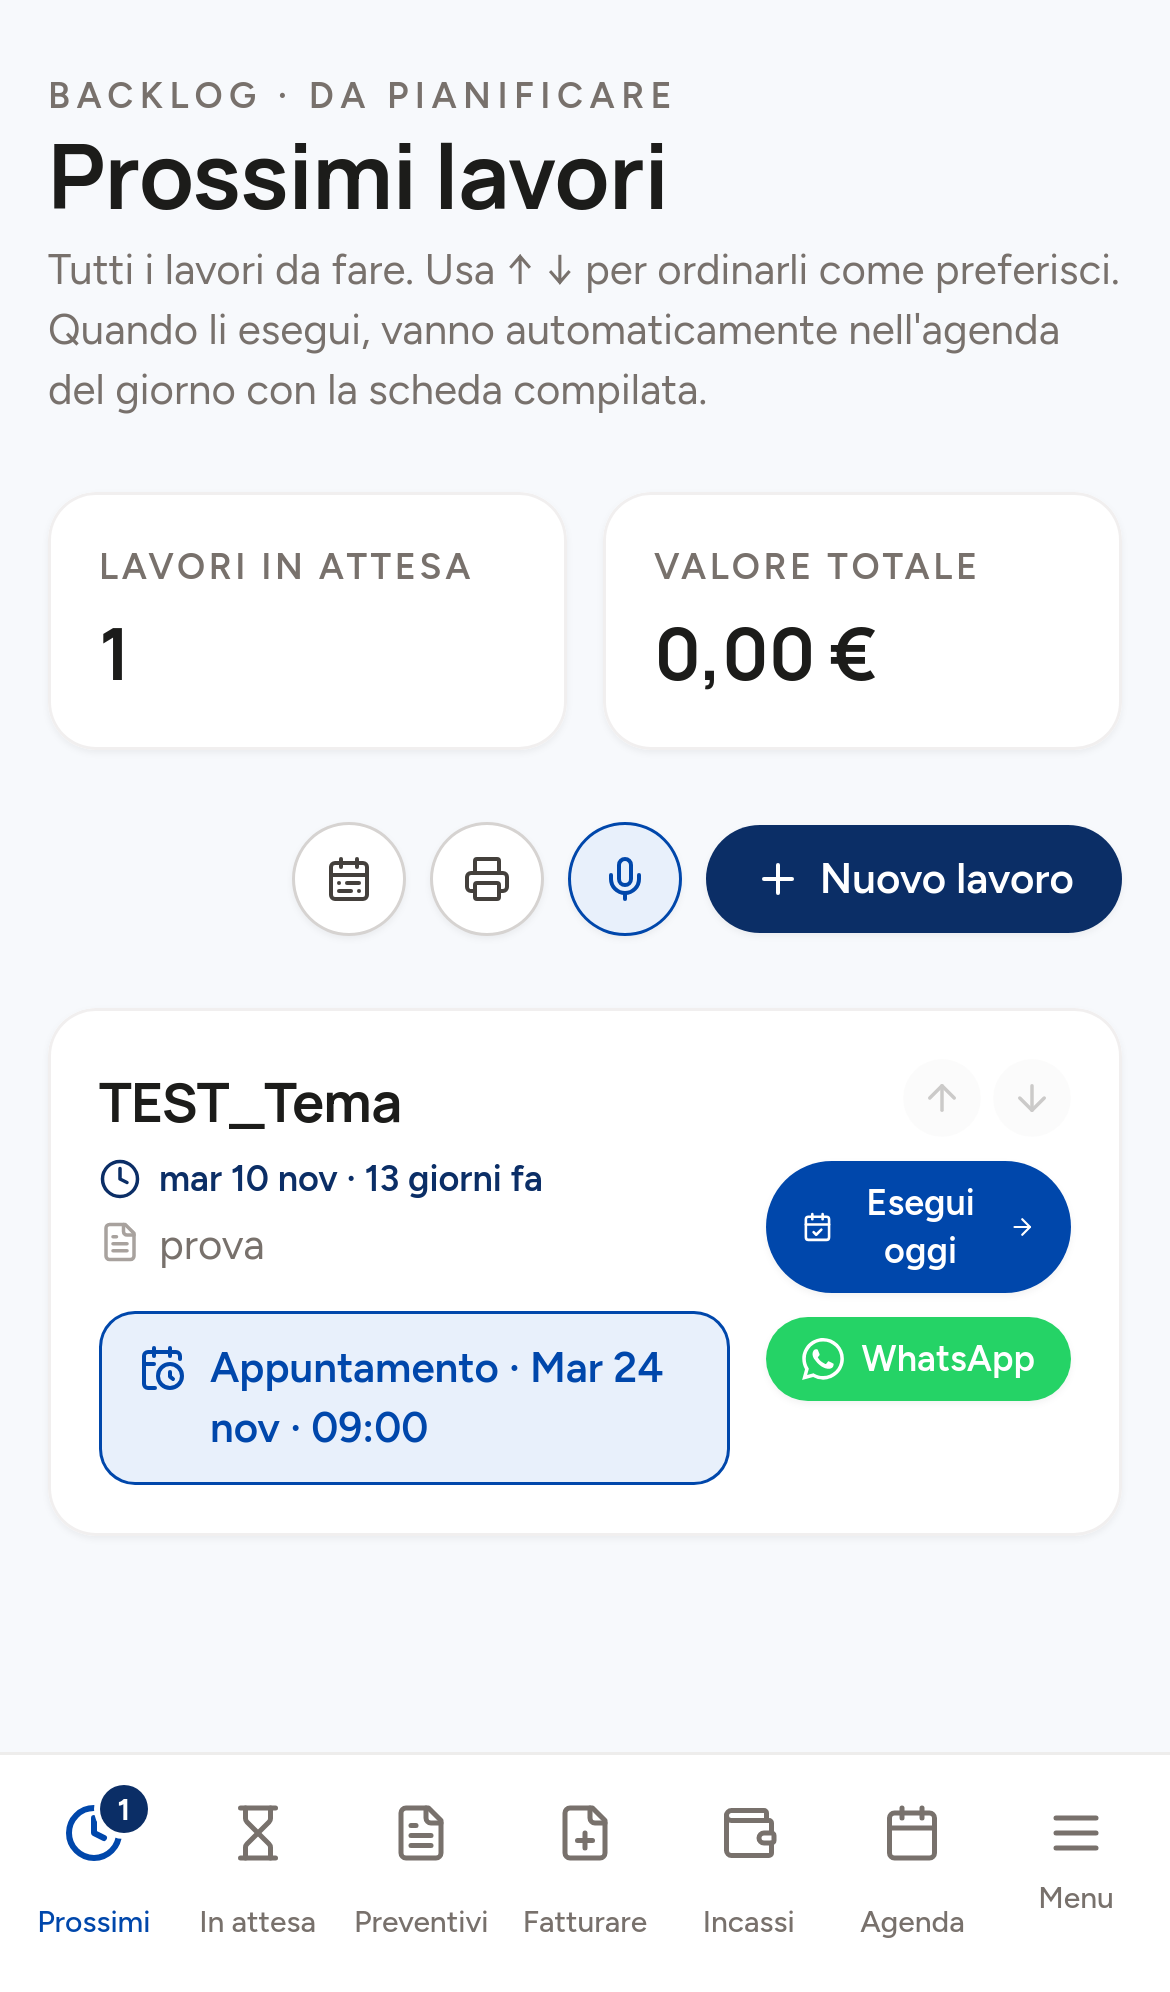 BACKLOG · DA PIANIFICARE
Prossimi lavori
Tutti i lavori da fare. Usa ↑ ↓ per ordinarli come preferisci.
Quando li esegui, vanno automaticamente nell'agenda
del giorno con la scheda compilata.
LAVORI IN ATTESA
1
VALORE TOTALE
0,00 €
Nuovo lavoro
TEST_Tema
mar 10 nov · 13 giorni fa
prova
Esegui
oggi
Appuntamento · Mar 24
nov · 09:00
WhatsApp
1
Prossimi
In attesa
Preventivi
Fatturare
Incassi
Agenda
Menu